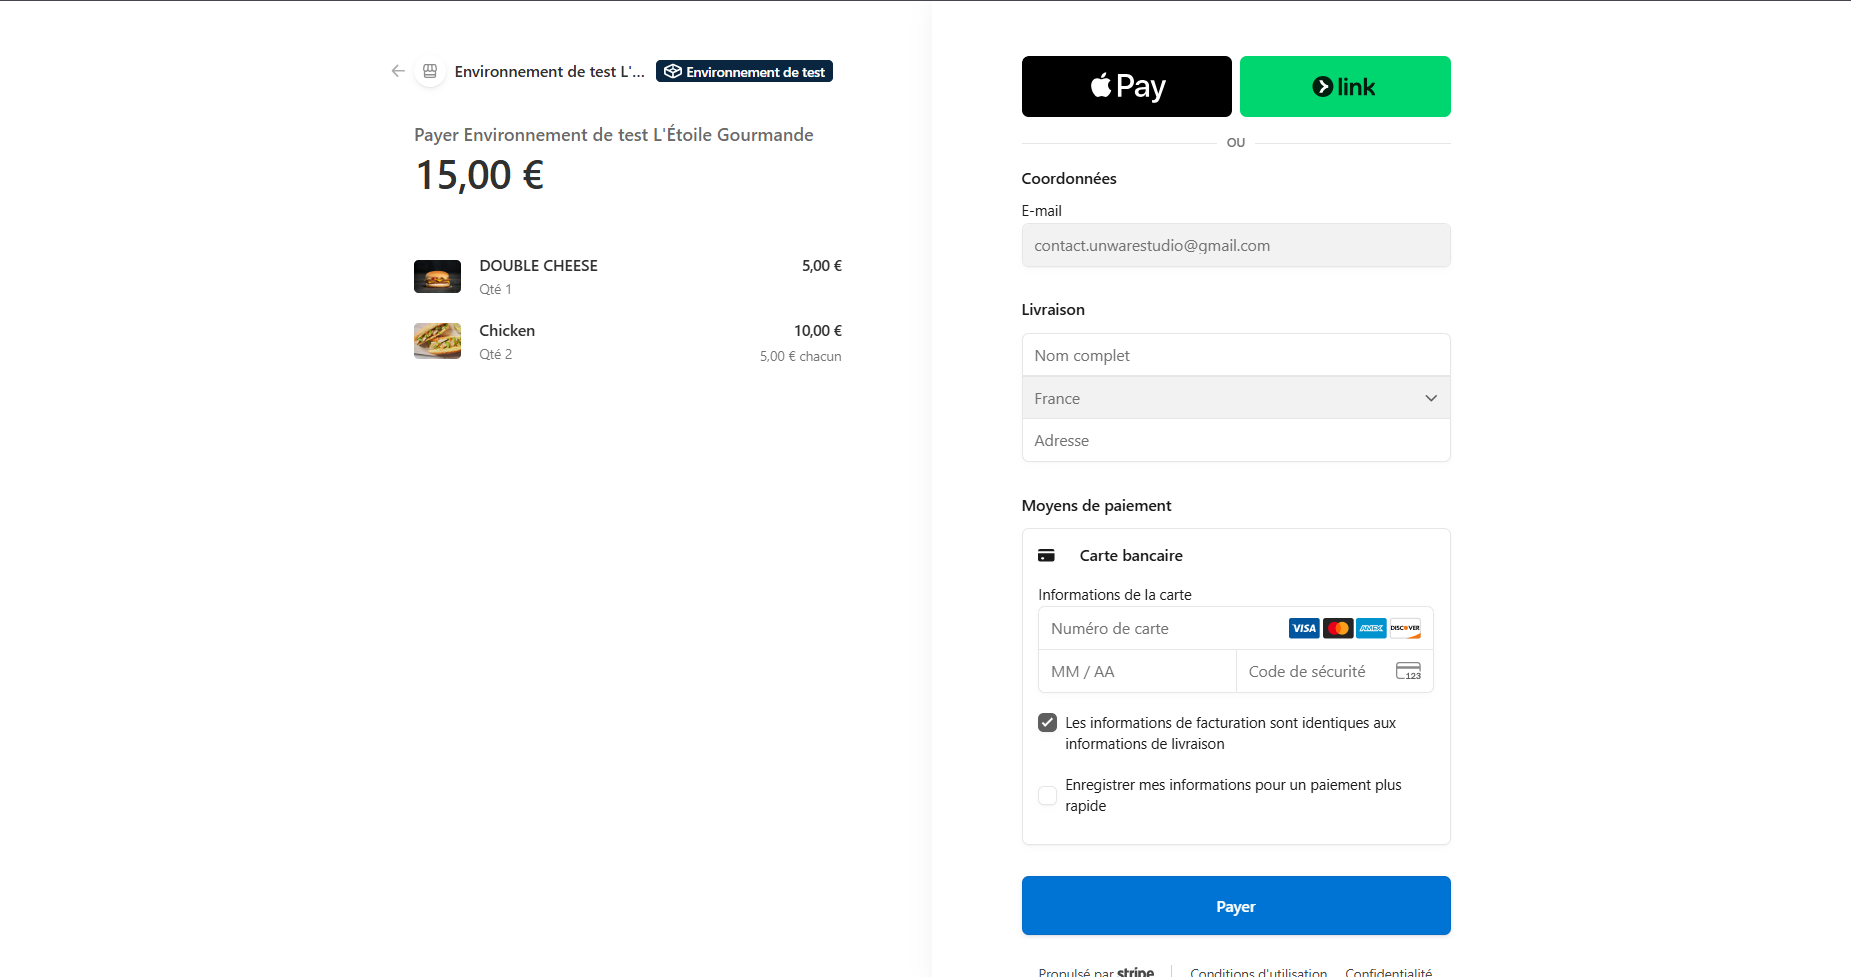 Environnement de test L'...
Environnement de test
Payer Environnement de test L'Étoile Gourmande
15,00 €
DOUBLE CHEESE
5,00 €
Qté 1
Chicken
10,00 €
Qté 2
5,00 € chacun
Pay
link
OU
Coordonnées
E-mail
contact.unwarestudio@gmail.com
Livraison
Nom complet
France
Adresse
Moyens de paiement
Carte bancaire
Informations de la carte
Numéro de carte
VISA
AMEX
DISCOVER
MM / AA
Code de sécurité
123
Les informations de facturation sont identiques aux
informations de livraison
Enregistrer mes informations pour un paiement plus
rapide
Payer
Propulsé par stripe
Conditions d'utilisation
Confidentialité